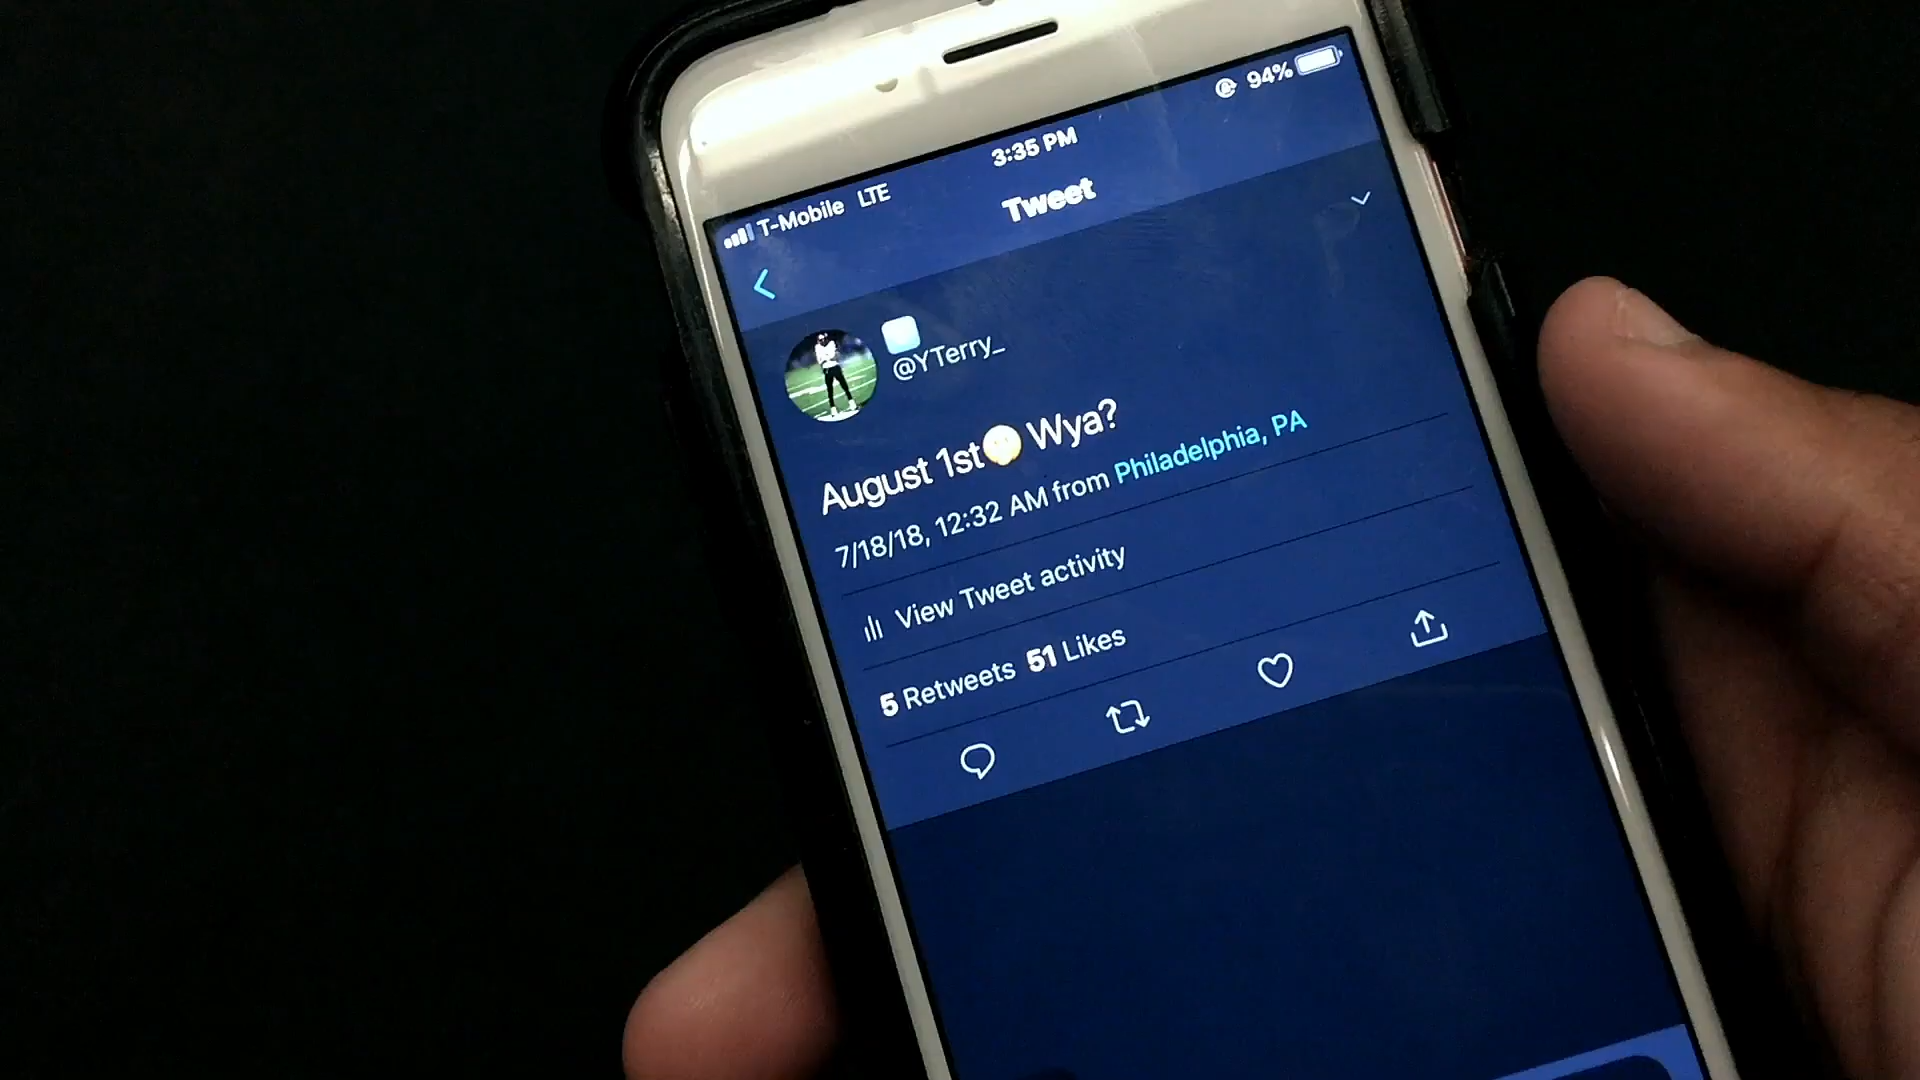 T-Mobile LTE 3:35 PM 94%
Tweet
@YTerry_
August 1st Wya?
7/18/18, 12:32 AM from Philadelphia, PA
View Tweet activity
5 Retweets 51 Likes